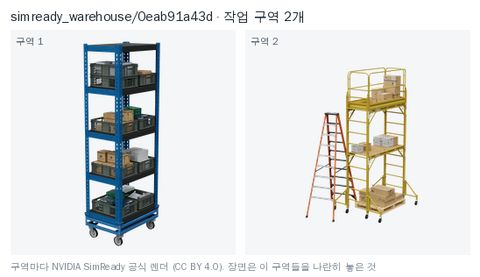 simready_warehouse/0eab91a43d · 작업 구역 2개
구역 1
구역 2
구역마다 NVIDIA SimReady 공식 렌더 (CC BY 4.0). 장면은 이 구역들을 나란히 놓은 것